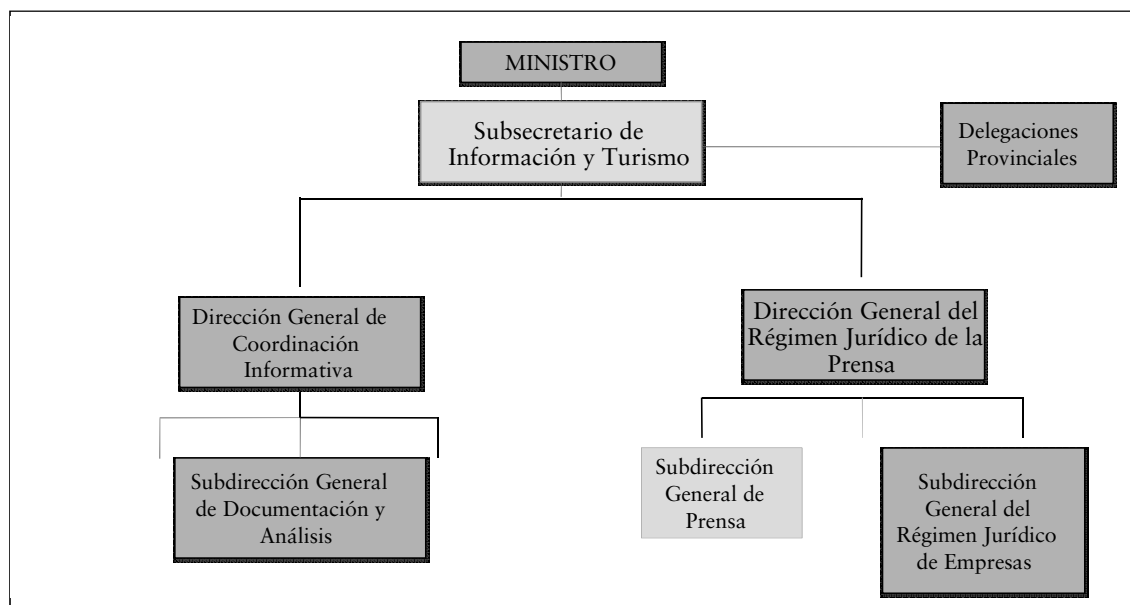 MINISTRO
Subsecretario de
Información y Turismo
Delegaciones
Provinciales
Dirección General de
Coordinación
Informativa
Dirección General del
Régimen Jurídico de la
Prensa
Subdirección General
de Documentación y
Análisis
Subdirección
General de
Prensa
Subdirección
General del
Régimen Jurídico
de Empresas